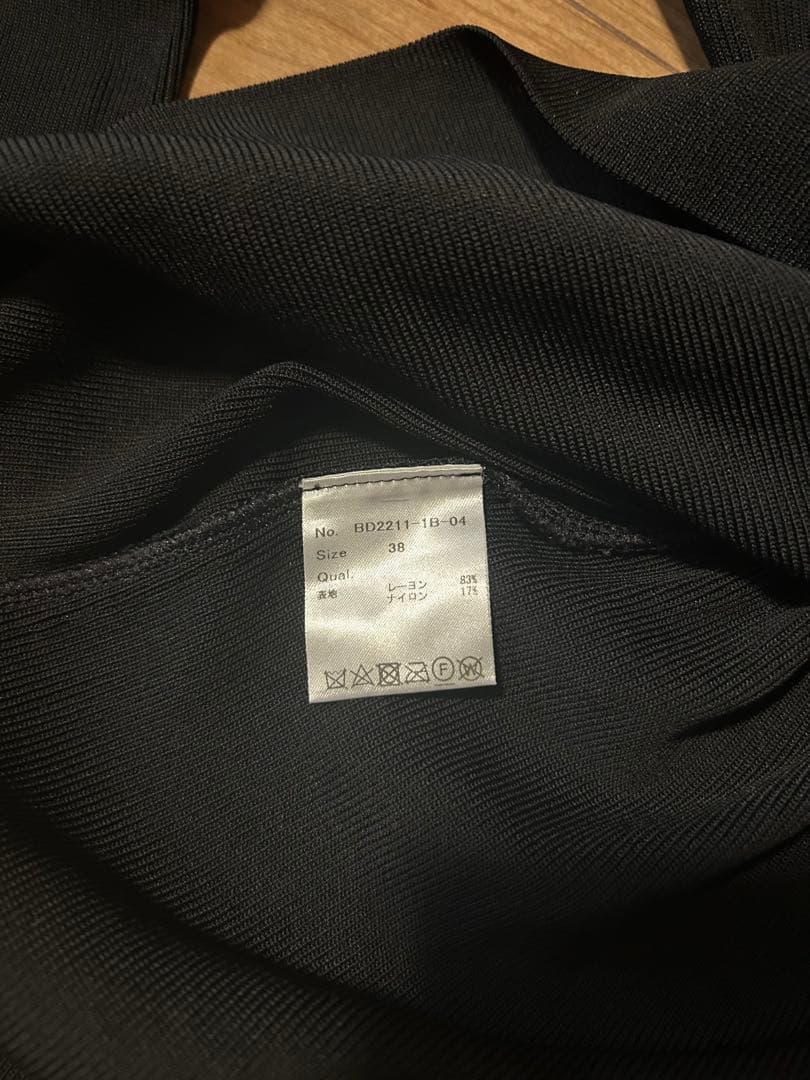 No. BD2211-1B-04
Size 38
Qual.
表地 レーヨン 83%
ナイロン 17%
F W